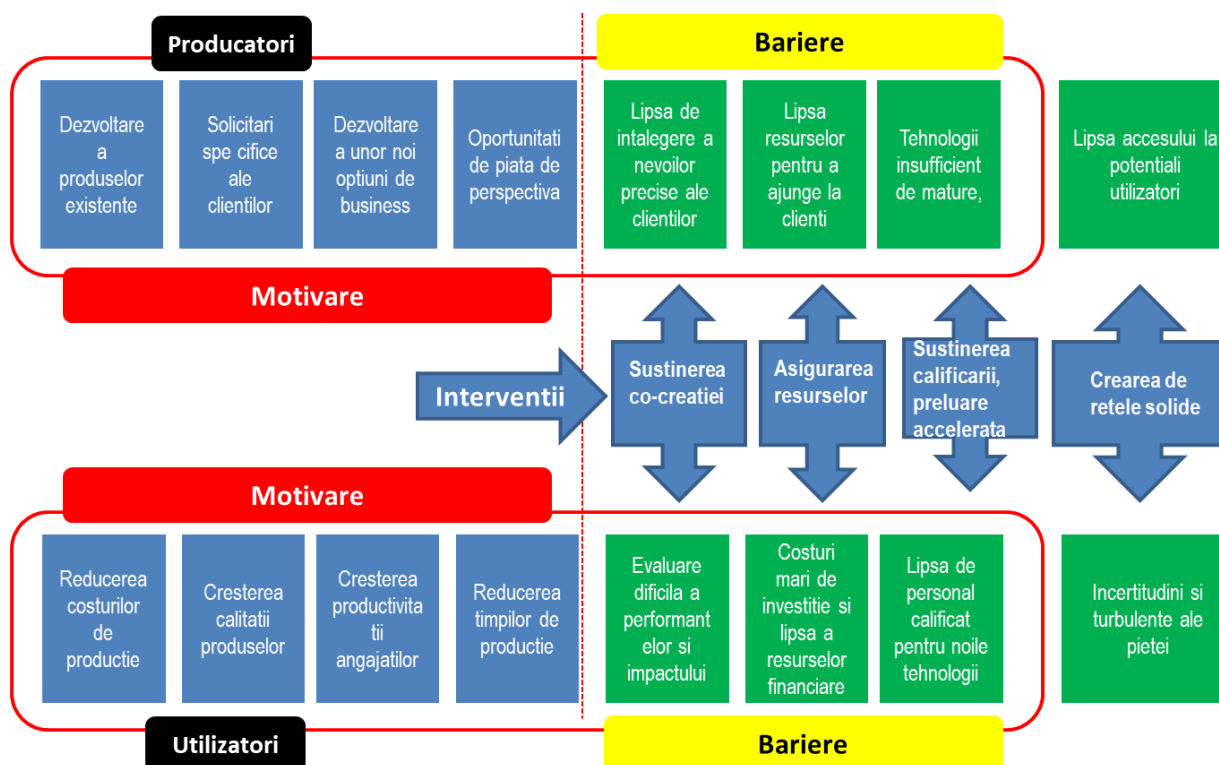 Producatori
Bariere
Dezvoltare
a
produselor
existente
Solicitari
spe cifice
ale
clientilor
Dezvoltare
a unor noi
optiuni de
business
Oportunitati
de piata de
perspectiva
Lipsa de
intalegere a
nevoilor
precise ale
clientilor
Lipsa
resurselor
pentru a
ajunge la
clienti
Tehnologii
insufficient
de mature,
Lipsa accesului la
potentiali
utilizatori
Motivare
Interventii
Sustinerea
co-creatiei
Asigurarea
resurselor
Sustinerea
calificarii,
preluare
accelerata
Crearea de
retele solide
Motivare
Reducerea
costurilor
de
productie
Cresterea
calitatii
produselor
Cresterea
productivita
tii
angajatilor
Reducerea
timpilor de
productie
Evaluare
dificila a
performant
elor si
impactului
Costuri
mari de
investitie si
lipsa a
resurselor
financiare
Lipsa de
personal
calificat
pentru noile
tehnologii
Incertitudini si
turbulente ale
pietei
Utilizatori
Bariere